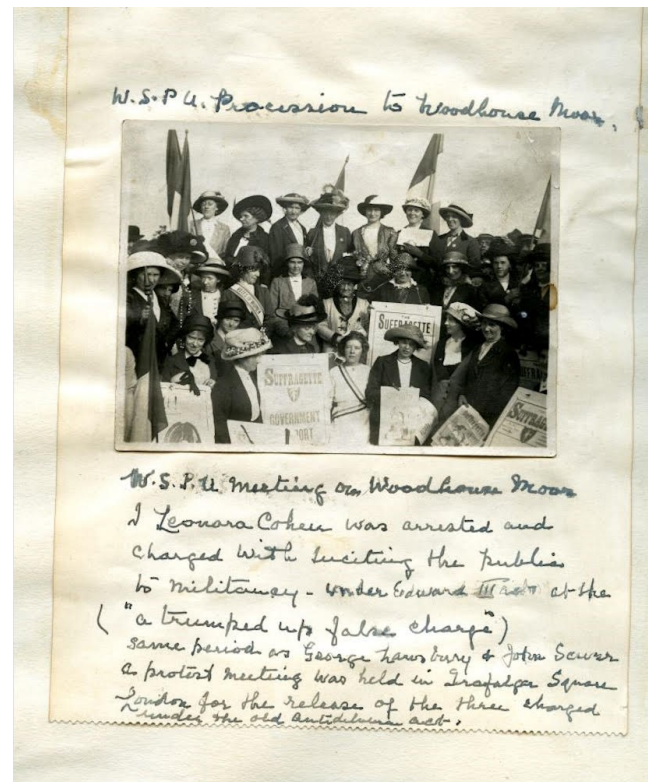 W.S.P.U. Procession to Woodhouse Moor.
THE
SUFFRAGETTE
SUFFRAGETTE
GOVERNMENT
SUFFRAGETTE
W.S.P.U. Meeting on Woodhouse Moor
I Leonora Cohen was arrested and
charged with inciting the public
to militancy - under Edward III act at the
("a trumped up false charge")
same period as George Lansbury & John Scurr
a protest meeting was held in Trafalgar Square
London for the release of the three charged
under the old act.